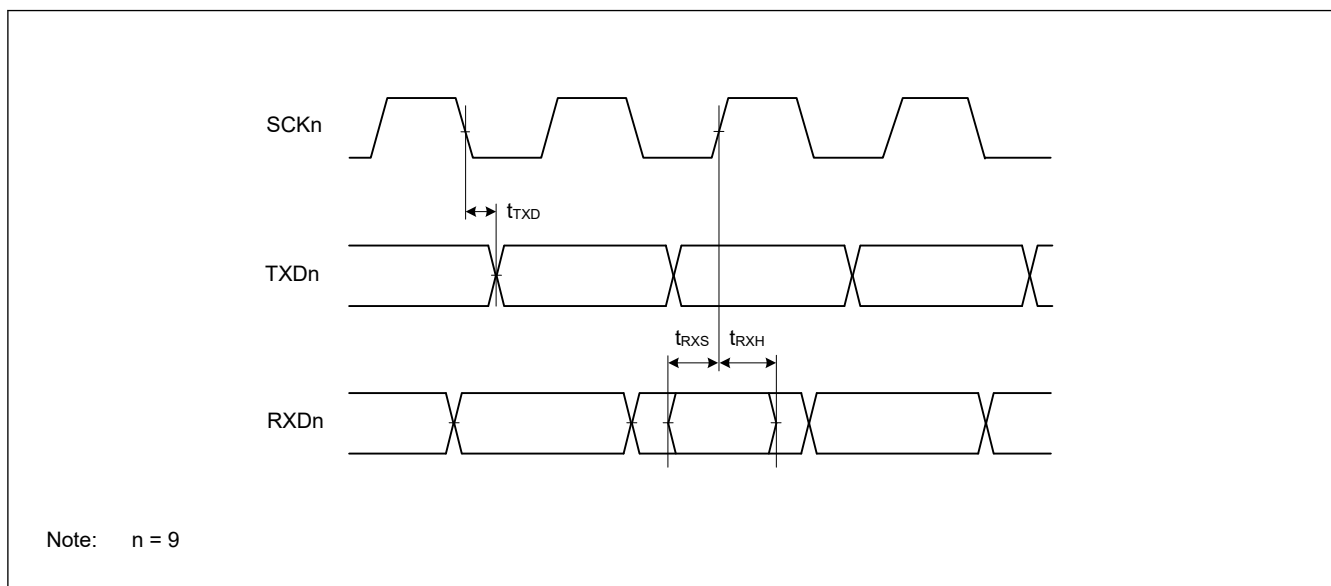 SCKn
tTXD
TXDn
tRXS tRXH
RXDn
Note: n = 9